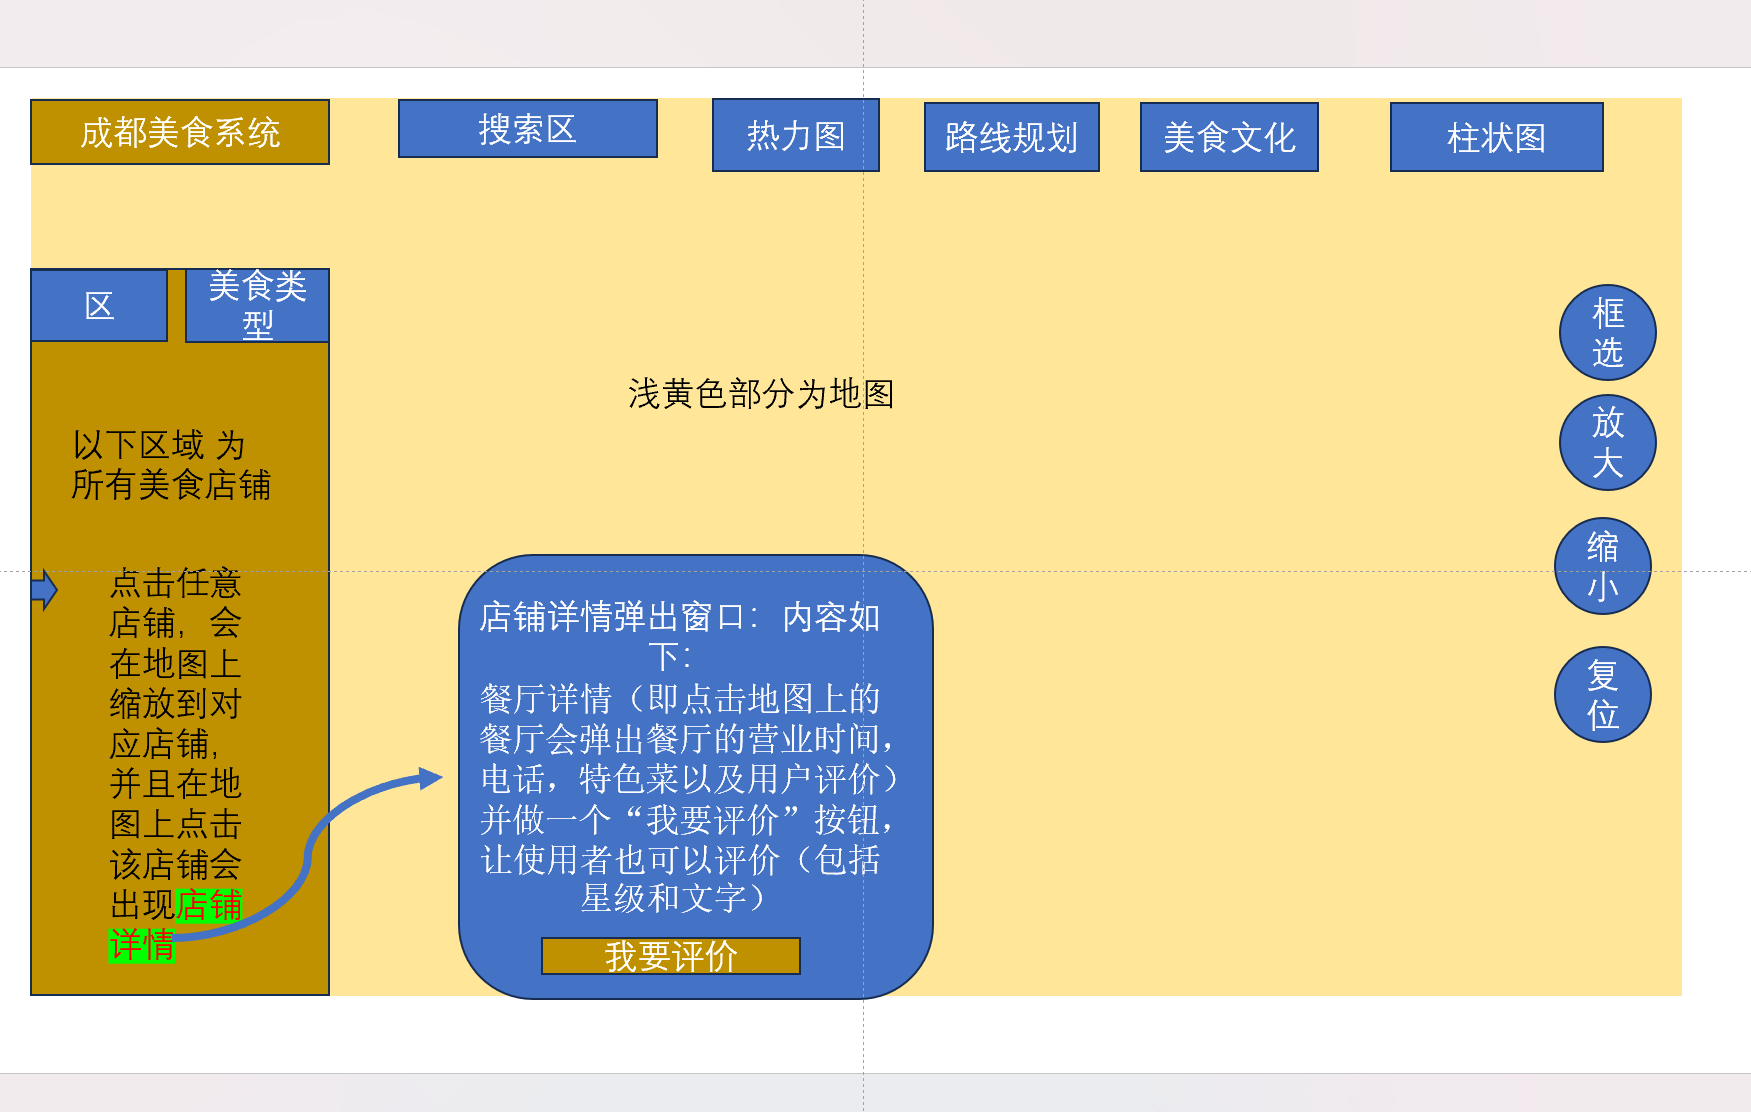 成都美食系统
搜索区
热力图
路线规划
美食文化
柱状图
区
美食类
型
以下区域 为
所有美食店铺
点击任意
店铺，会
在地图上
缩放到对
应店铺，
并且在地
图上点击
该店铺会
出现店铺
详情
浅黄色部分为地图
店铺详情弹出窗口：内容如
下：
餐厅详情（即点击地图上的
餐厅会弹出餐厅的营业时间，
电话，特色菜以及用户评价）
并做一个“我要评价”按钮，
让使用者也可以评价（包括
星级和文字）
我要评价
框
选
放
大
缩
小
复
位